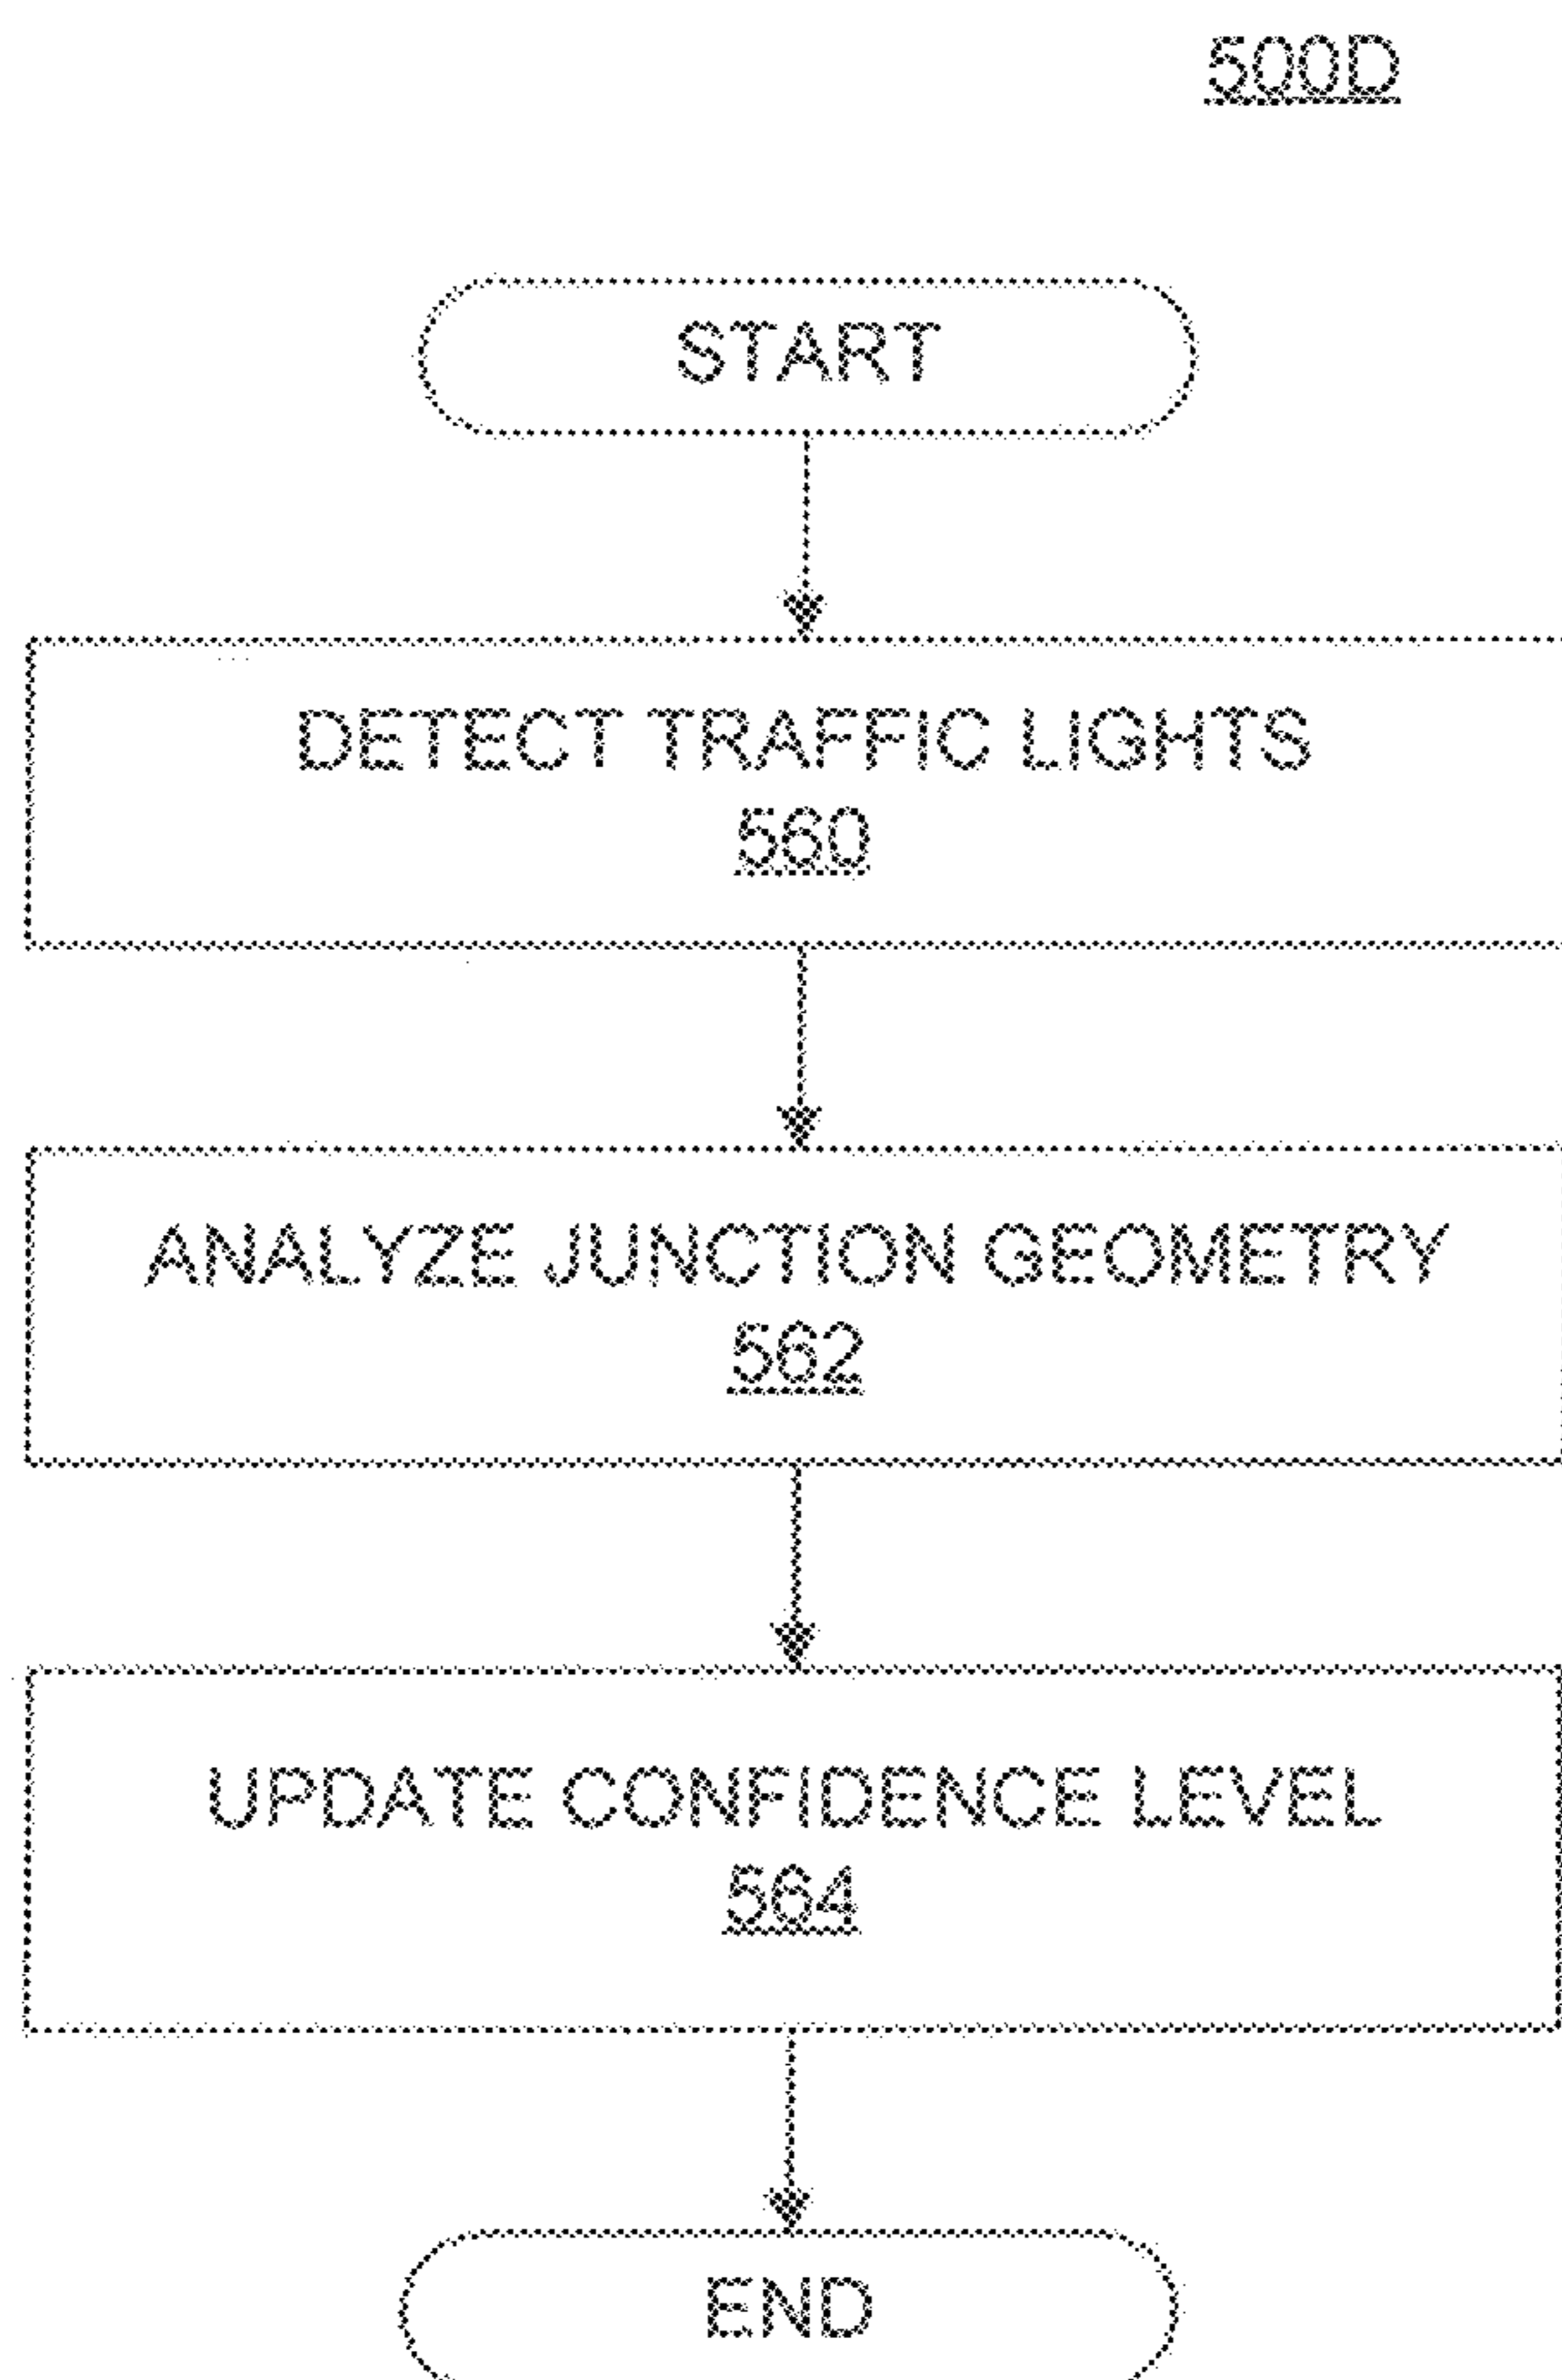 500D
START
DETECT TRAFFIC LIGHTS
560
ANALYZE JUNCTION GEOMETRY
562
UPDATE CONFIDENCE LEVEL
564
END